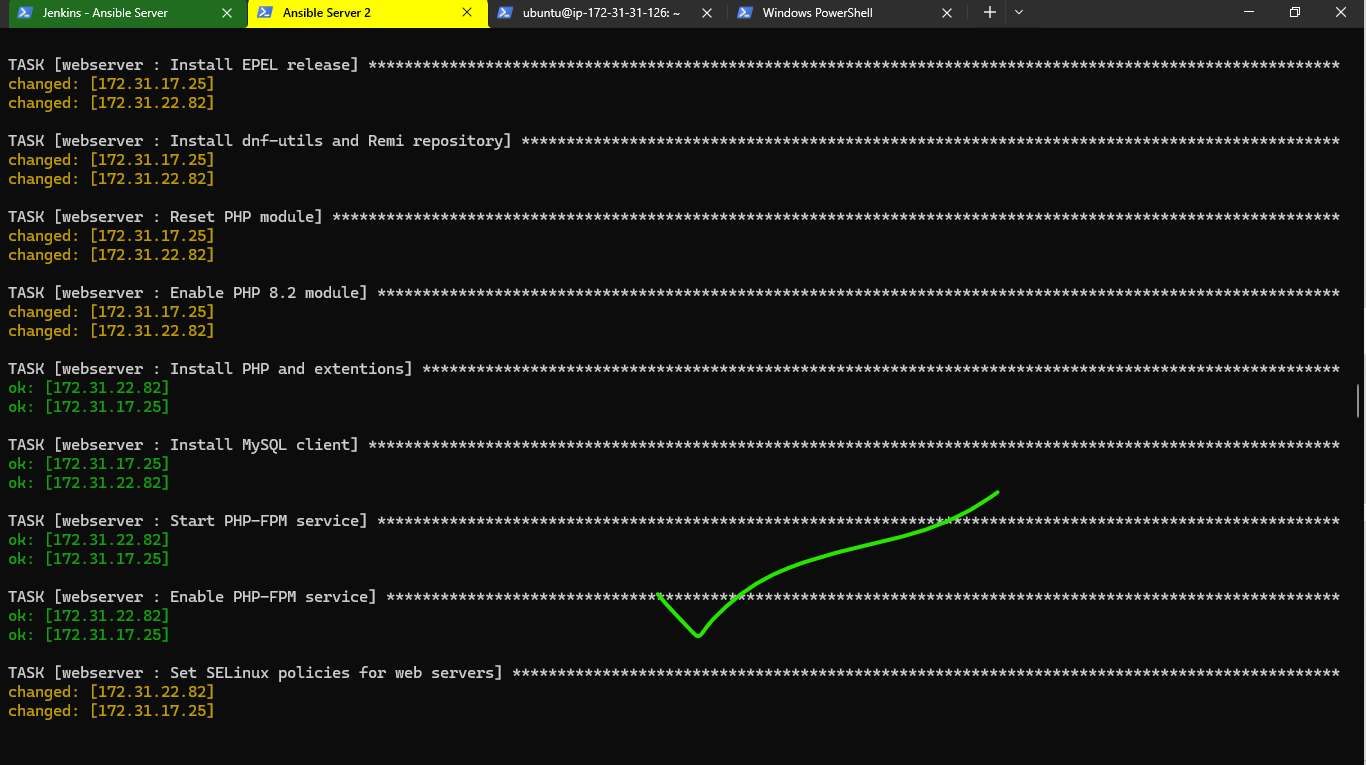 Jenkins - Ansible Server
Ansible Server 2
ubuntu@ip-172-31-31-126: ~
Windows PowerShell
TASK [webserver : Install EPEL release] ************************************************************************************************************
changed: [172.31.17.25]
changed: [172.31.22.82]
TASK [webserver : Install dnf-utils and Remi repository] *******************************************************************************************
changed: [172.31.17.25]
changed: [172.31.22.82]
TASK [webserver : Reset PHP module] ****************************************************************************************************************
changed: [172.31.17.25]
changed: [172.31.22.82]
TASK [webserver : Enable PHP 8.2 module] ***********************************************************************************************************
changed: [172.31.17.25]
changed: [172.31.22.82]
TASK [webserver : Install PHP and extentions] ******************************************************************************************************
ok: [172.31.22.82]
ok: [172.31.17.25]
TASK [webserver : Install MySQL client] ************************************************************************************************************
ok: [172.31.17.25]
ok: [172.31.22.82]
TASK [webserver : Start PHP-FPM service] ***********************************************************************************************************
ok: [172.31.22.82]
ok: [172.31.17.25]
TASK [webserver : Enable PHP-FPM service] **********************************************************************************************************
ok: [172.31.22.82]
ok: [172.31.17.25]
TASK [webserver : Set SELinux policies for web servers] ********************************************************************************************
changed: [172.31.22.82]
changed: [172.31.17.25]